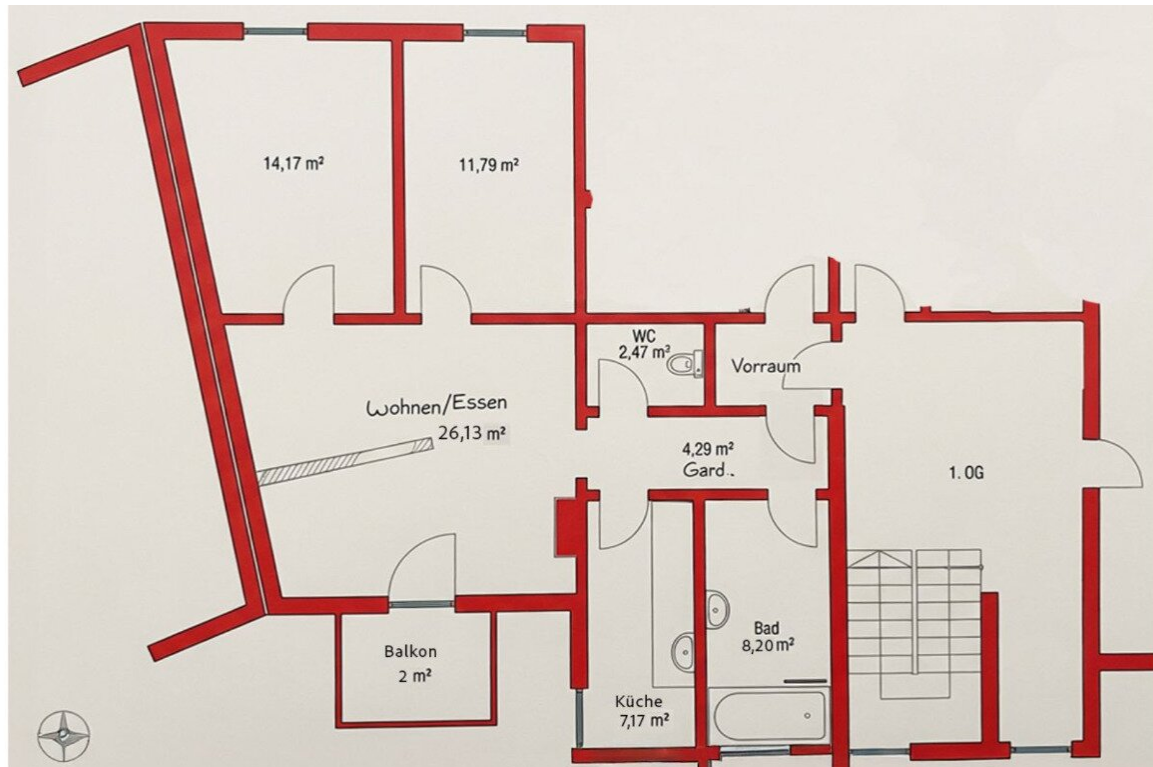 14,17 m²
11,79 m²
WC
2,47 m²
Vorraum
Wohnen/Essen
26,13 m²
4,29 m²
Gard..
1. OG
Balkon
2 m²
Bad
8,20 m²
Küche
7,17 m²